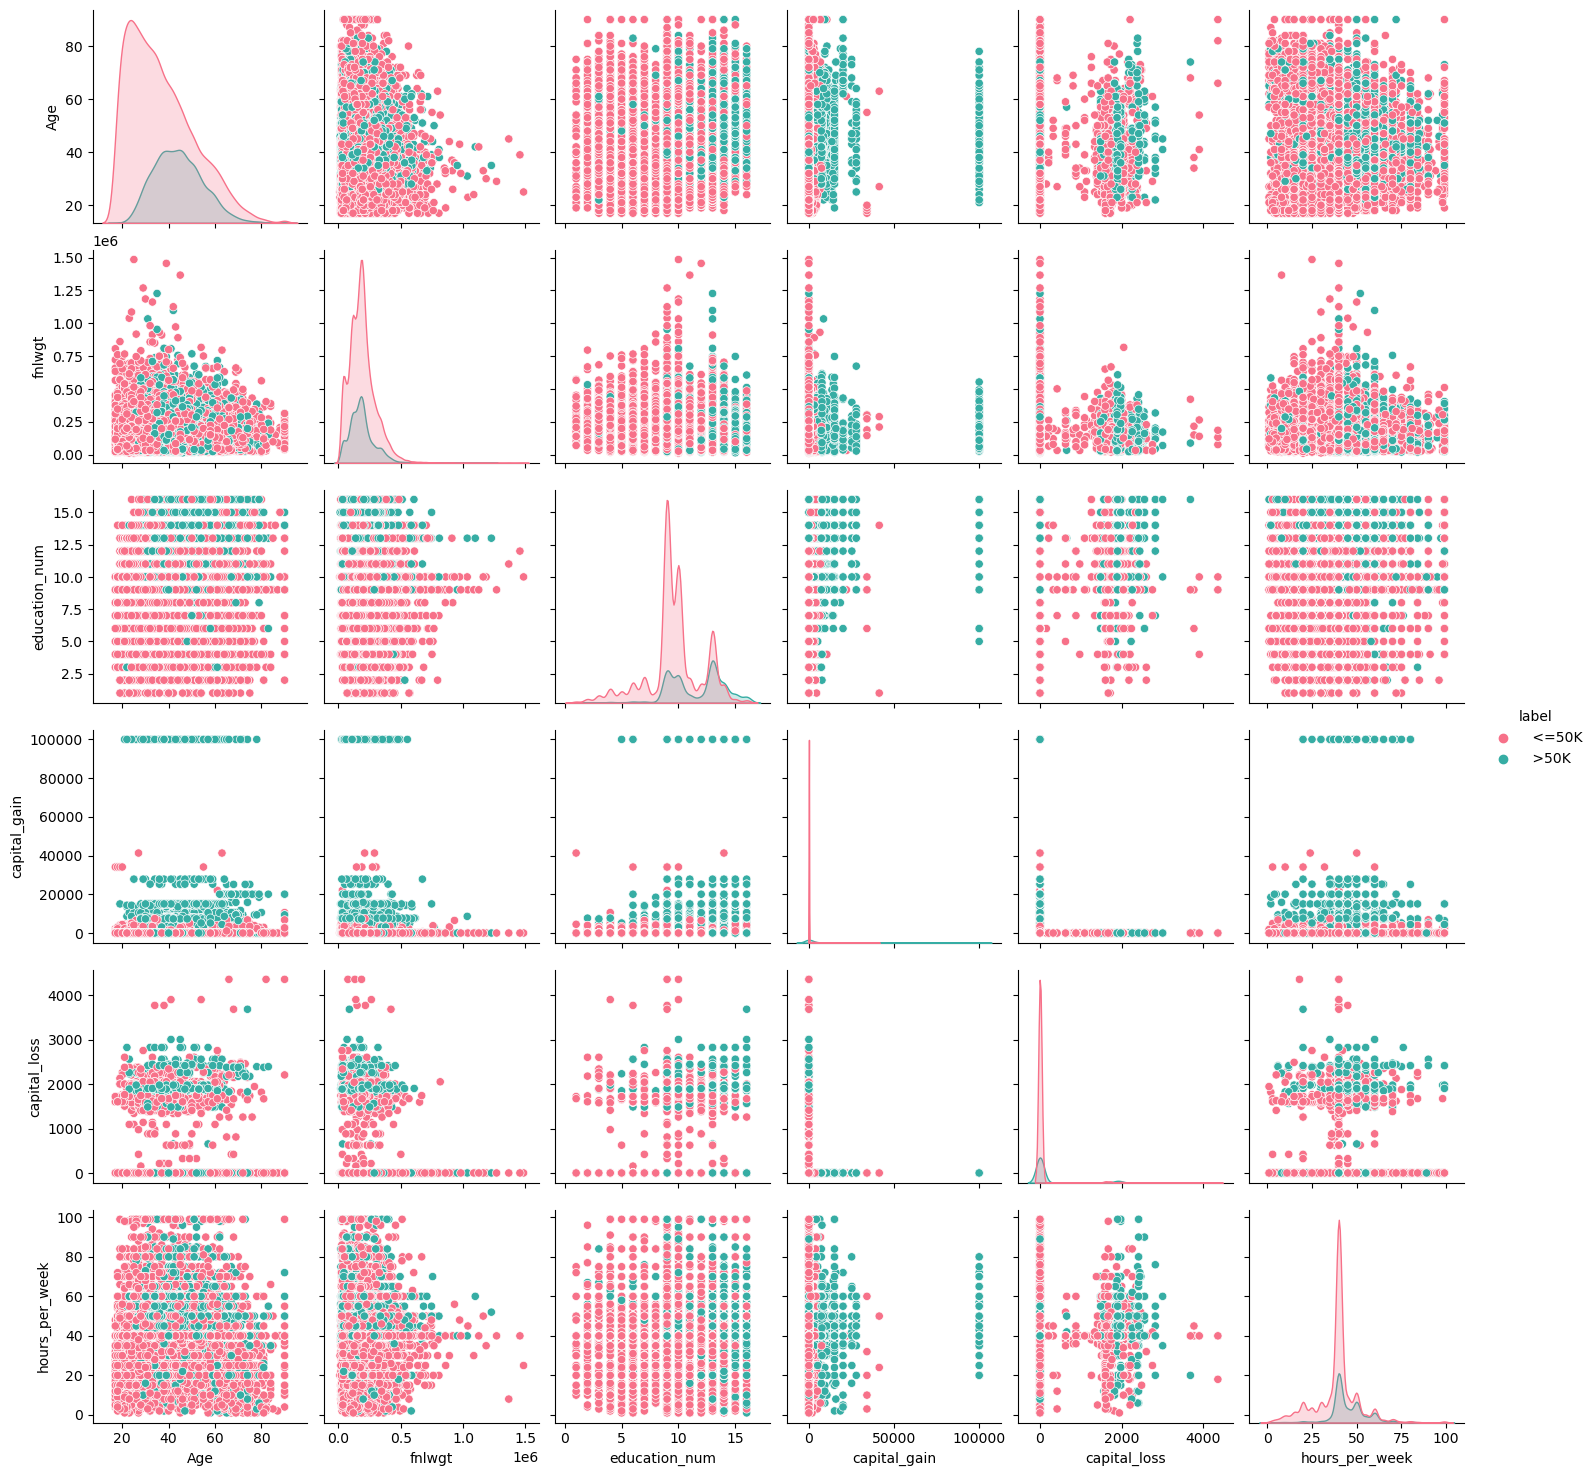 80
60
40
20
Age
1e6
1.50
1.25
1.00
0.75
0.50
0.25
0.00
fnlwgt
15.0
12.5
10.0
7.5
5.0
2.5
education_num
label
<=50K
>50K
100000
80000
60000
40000
20000
0
capital_gain
4000
3000
2000
1000
0
capital_loss
100
80
60
40
20
0
hours_per_week
20 40 60 80
Age
0.0 0.5 1.0 1.5
1e6
fnlwgt
0 5 10 15
education_num
0 50000 100000
capital_gain
0 2000 4000
capital_loss
0 25 50 75 100
hours_per_week